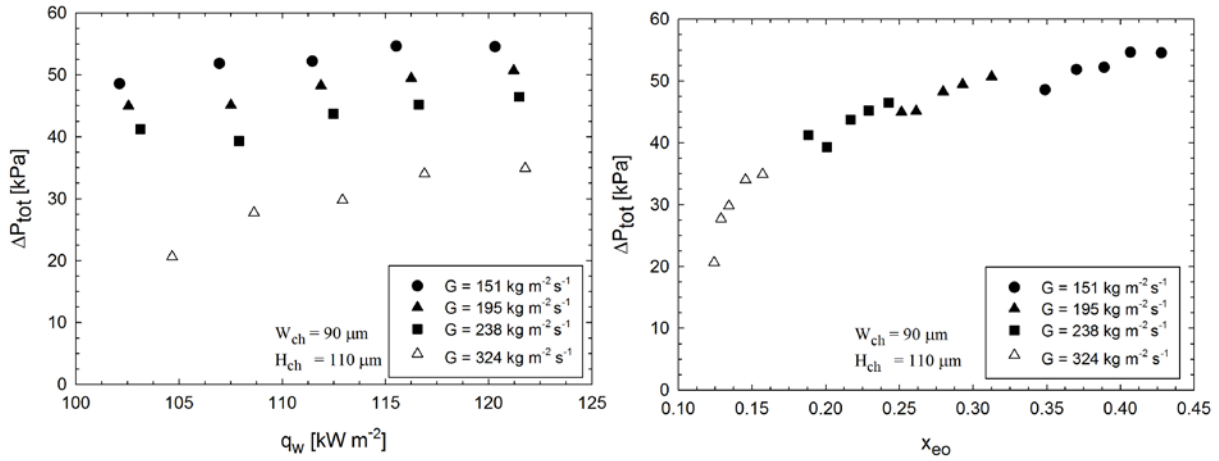 60
50
40
30
20
10
0
ΔP_tot [kPa]
100 105 110 115 120 125
q_w [kW m⁻²]
W_ch = 90 μm
H_ch = 110 μm
G = 151 kg m⁻² s⁻¹
G = 195 kg m⁻² s⁻¹
G = 238 kg m⁻² s⁻¹
G = 324 kg m⁻² s⁻¹
60
50
40
30
20
10
0
ΔP_tot [kPa]
0.10 0.15 0.20 0.25 0.30 0.35 0.40 0.45
x_eo
W_ch = 90 μm
H_ch = 110 μm
G = 151 kg m⁻² s⁻¹
G = 195 kg m⁻² s⁻¹
G = 238 kg m⁻² s⁻¹
G = 324 kg m⁻² s⁻¹